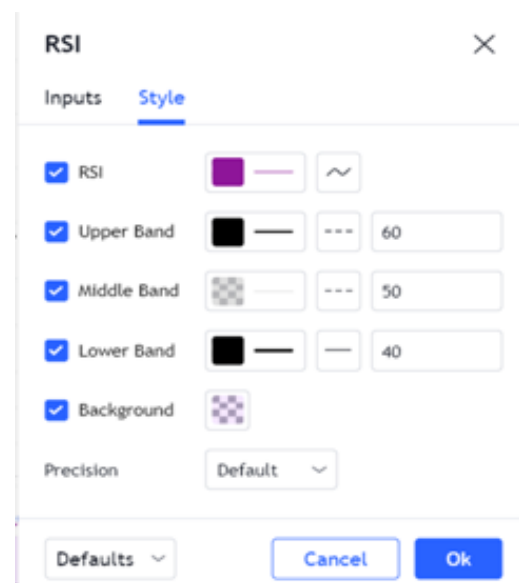 RSI
Inputs Style
RSI
Upper Band 60
Middle Band 50
Lower Band 40
Background
Precision Default
Defaults Cancel Ok